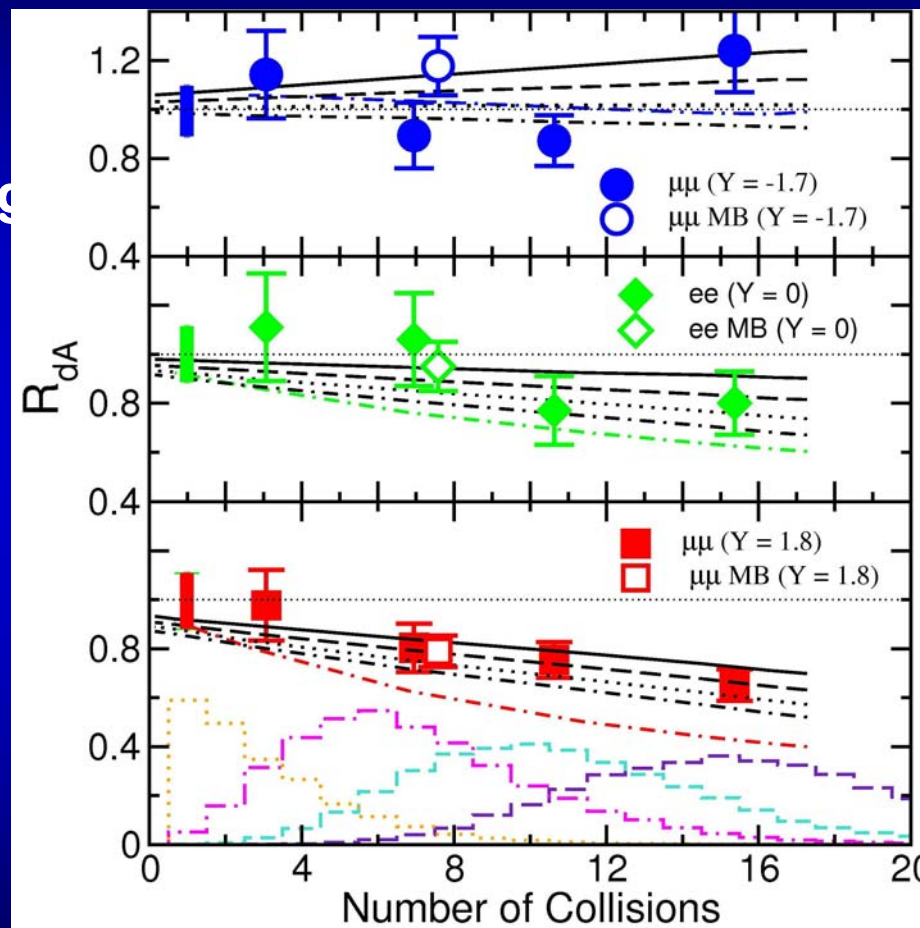 1.2
0.8
μμ (Y = -1.7)
μμ MB (Y = -1.7)
g
0.4
ee (Y = 0)
ee MB (Y = 0)
R_dA
0.8
0.4
μμ (Y = 1.8)
μμ MB (Y = 1.8)
0.8
0.4
0
0 4 8 12 16 20
Number of Collisions